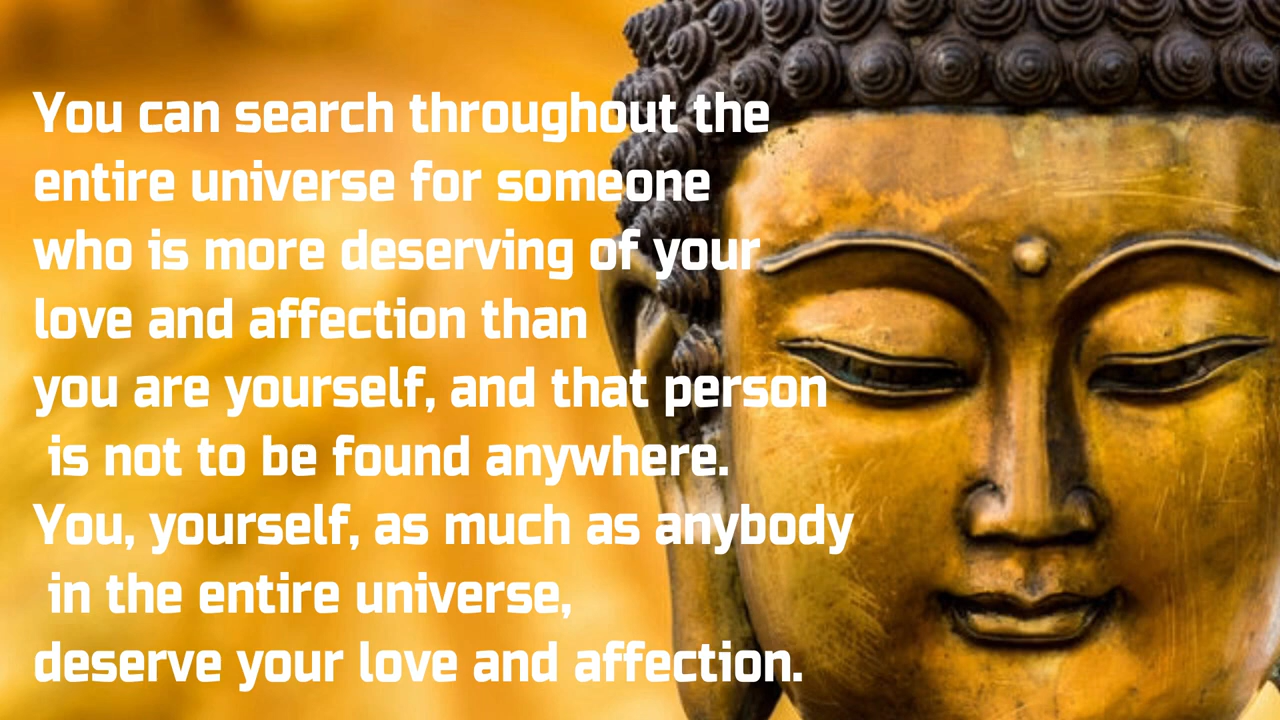 You can search throughout the
entire universe for someone
who is more deserving of your
love and affection than
you are yourself, and that person
is not to be found anywhere.
You, yourself, as much as anybody
in the entire universe,
deserve your love and affection.